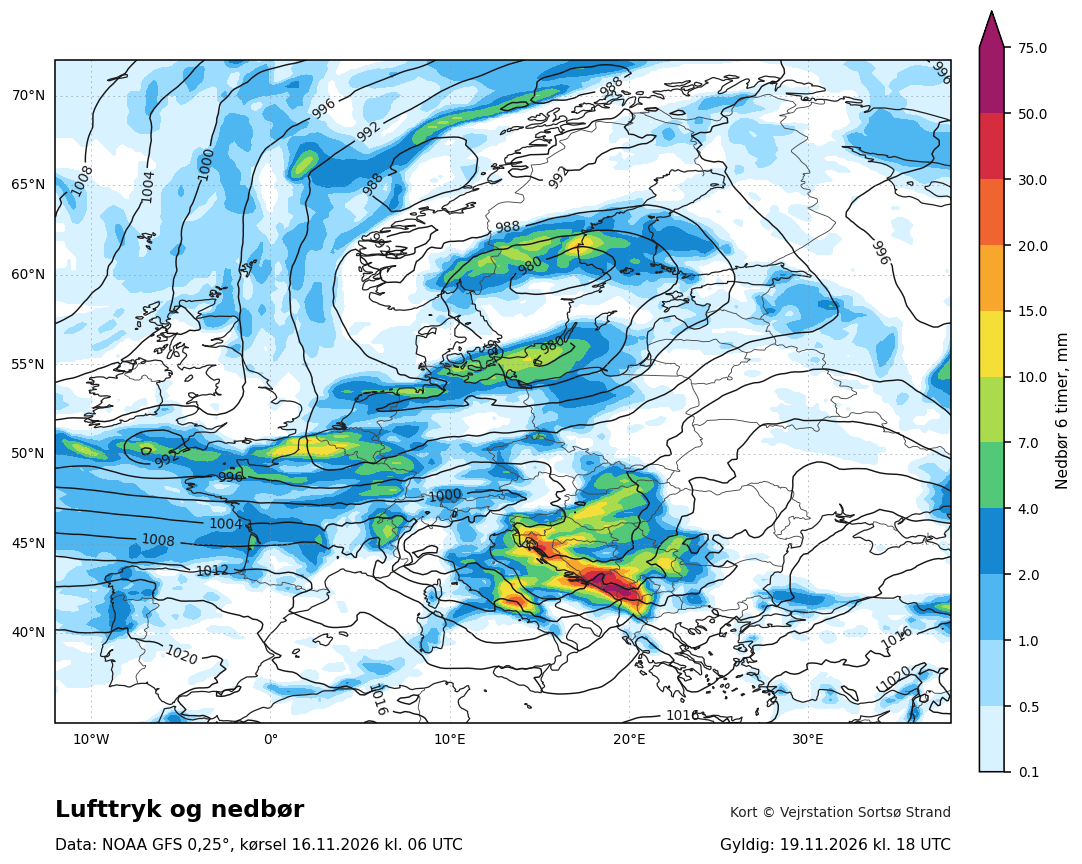 75.0
50.0
30.0
20.0
15.0
10.0
7.0
4.0
2.0
1.0
0.5
0.1
Nedbør 6 timer, mm
70°N
65°N
60°N
55°N
50°N
45°N
40°N
10°W
0°
10°E
20°E
30°E
996
988
996
992
1008
1004
1000
988
992
988
996
980
980
992
996
1000
1004
1008
1012
1020
1016
1016
1020
1016
Lufttryk og nedbør
Kort © Vejrstation Sortsø Strand
Data: NOAA GFS 0,25°, kørsel 16.11.2026 kl. 06 UTC
Gyldig: 19.11.2026 kl. 18 UTC